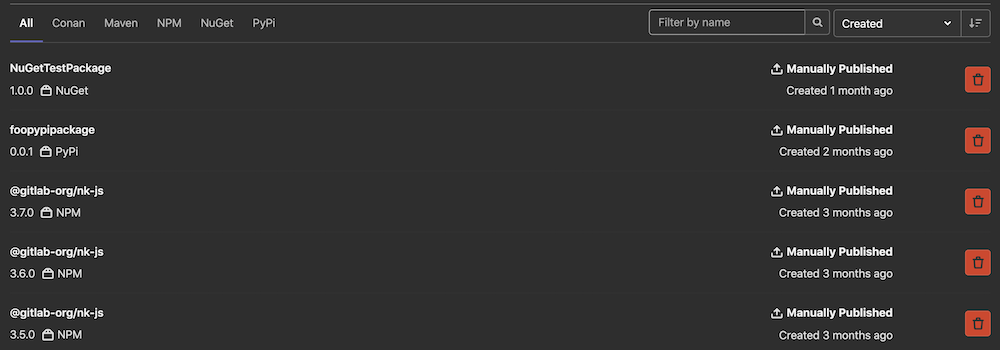 All Conan Maven NPM NuGet PyPi Filter by name Created
NuGetTestPackage Manually Published
1.0.0 NuGet Created 1 month ago
foopypipackage Manually Published
0.0.1 PyPi Created 2 months ago
@gitlab-org/nk-js Manually Published
3.7.0 NPM Created 3 months ago
@gitlab-org/nk-js Manually Published
3.6.0 NPM Created 3 months ago
@gitlab-org/nk-js Manually Published
3.5.0 NPM Created 3 months ago